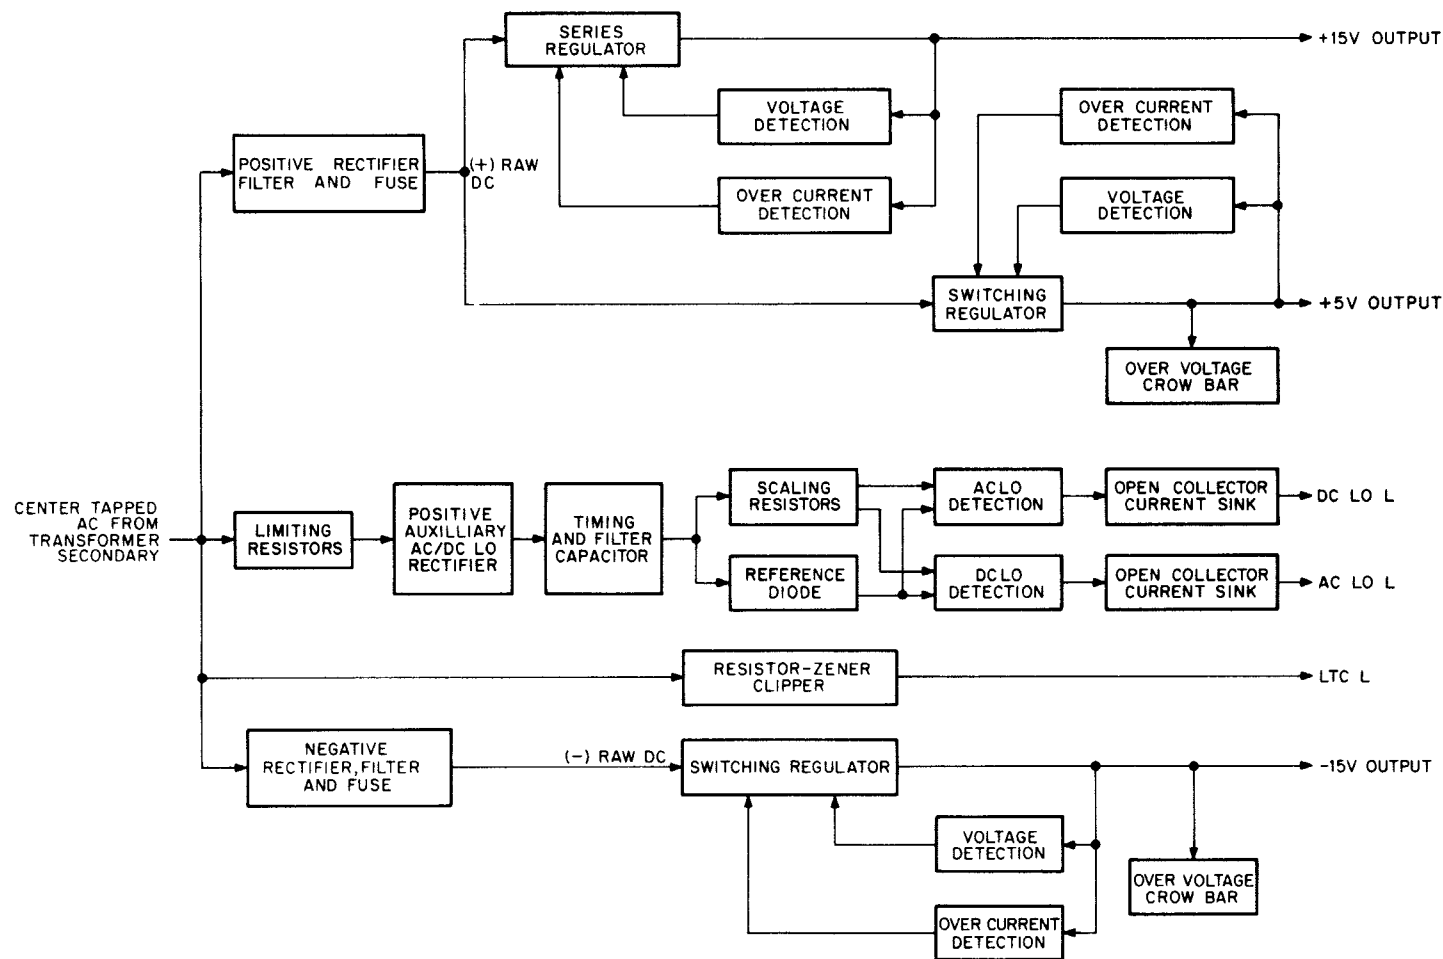 SERIES
REGULATOR
+15V OUTPUT
VOLTAGE
DETECTION
OVER CURRENT
DETECTION
POSITIVE RECTIFIER
FILTER AND FUSE
(+) RAW
DC
OVER CURRENT
DETECTION
VOLTAGE
DETECTION
SWITCHING
REGULATOR
+5V OUTPUT
OVER VOLTAGE
CROW BAR
CENTER TAPPED
AC FROM
TRANSFORMER
SECONDARY
LIMITING
RESISTORS
POSITIVE
AUXILLIARY
AC/DC LO
RECTIFIER
TIMING
AND FILTER
CAPACITOR
SCALING
RESISTORS
ACLO
DETECTION
OPEN COLLECTOR
CURRENT SINK
DC LO L
REFERENCE
DIODE
DCLO
DETECTION
OPEN COLLECTOR
CURRENT SINK
AC LO L
RESISTOR-ZENER
CLIPPER
LTC L
NEGATIVE
RECTIFIER, FILTER
AND FUSE
(-) RAW DC
SWITCHING REGULATOR
-15V OUTPUT
VOLTAGE
DETECTION
OVER CURRENT
DETECTION
OVER VOLTAGE
CROW BAR